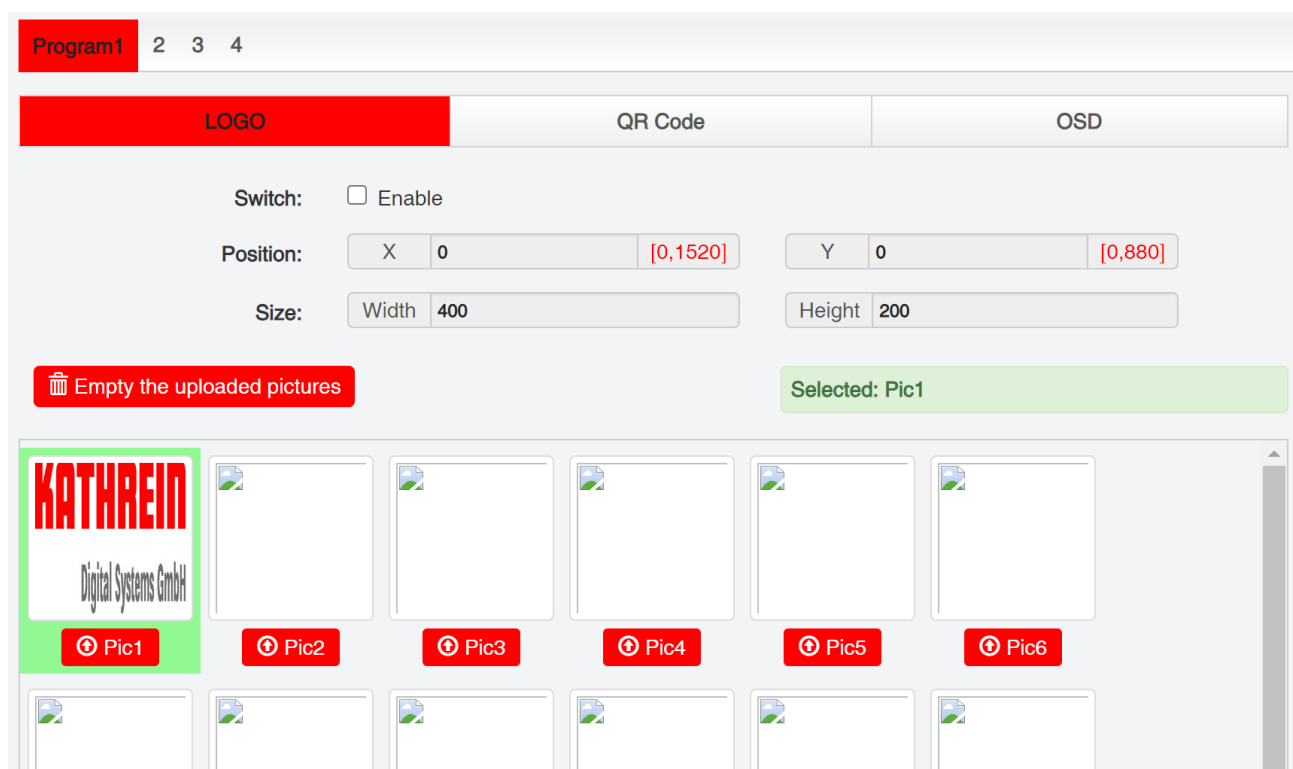 Program1 2 3 4
LOGO QR Code OSD
Switch: Enable
Position: X 0 [0,1520] Y 0 [0,880]
Size: Width 400 Height 200
Empty the uploaded pictures Selected: Pic1
KATHREIN
Digital Systems GmbH
Pic1 Pic2 Pic3 Pic4 Pic5 Pic6